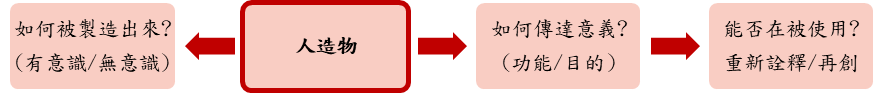 如何被製造出來?
(有意識/無意識)
人造物
如何傳達意義?
(功能/目的)
能否在被使用?
重新詮釋/再創